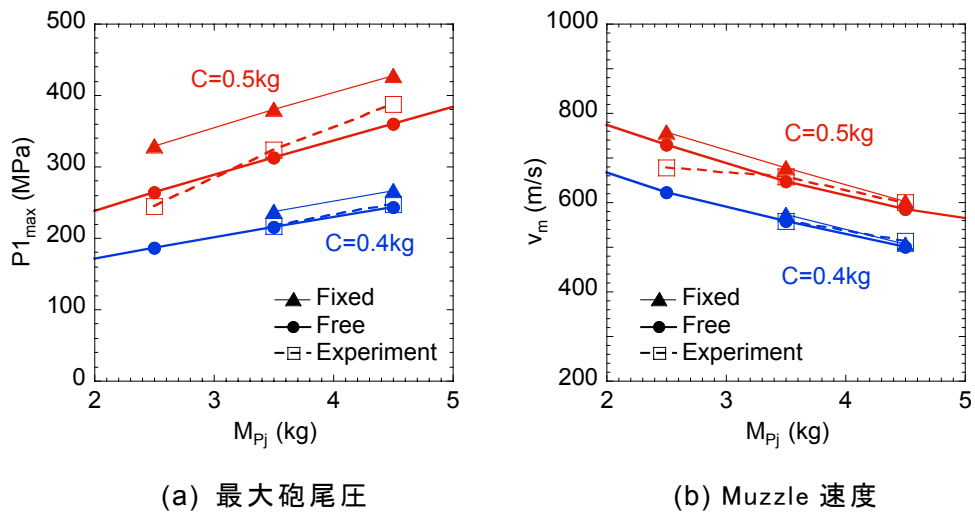 500
400
300
200
100
0
P1max (MPa)
C=0.5kg
C=0.4kg
Fixed
Free
Experiment
2
3
4
5
MPj (kg)
(a) 最大砲尾圧
1000
800
600
400
200
vm (m/s)
C=0.5kg
C=0.4kg
Fixed
Free
Experiment
2
3
4
5
MPj (kg)
(b) Muzzle 速度